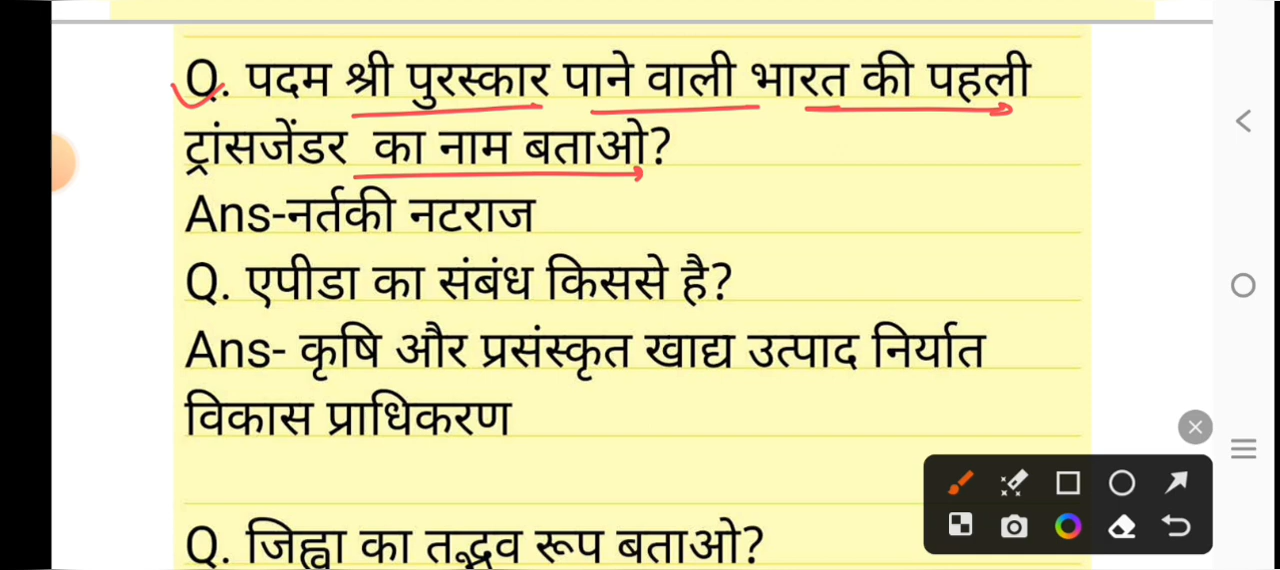 Q. पदम श्री पुरस्कार पाने वाली भारत की पहली
ट्रांसजेंडर का नाम बताओ?
Ans-नर्तकी नटराज
Q. एपीडा का संबंध किससे है?
Ans- कृषि और प्रसंस्कृत खाद्य उत्पाद निर्यात
विकास प्राधिकरण
Q. जिह्वा का तद्भव रूप बताओ?